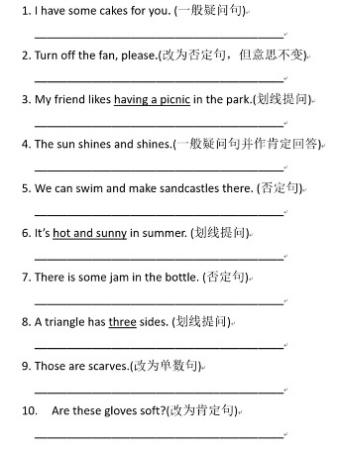 1. I have some cakes for you. (一般疑问句)
2. Turn off the fan, please.(改为否定句，但意思不变)
3. My friend likes having a picnic in the park.(划线提问)
4. The sun shines and shines.(一般疑问句并作肯定回答)
5. We can swim and make sandcastles there. (否定句)
6. It’s hot and sunny in summer. (划线提问)
7. There is some jam in the bottle. (否定句)
8. A triangle has three sides. (划线提问)
9. Those are scarves.(改为单数句)
10. Are these gloves soft?(改为肯定句)